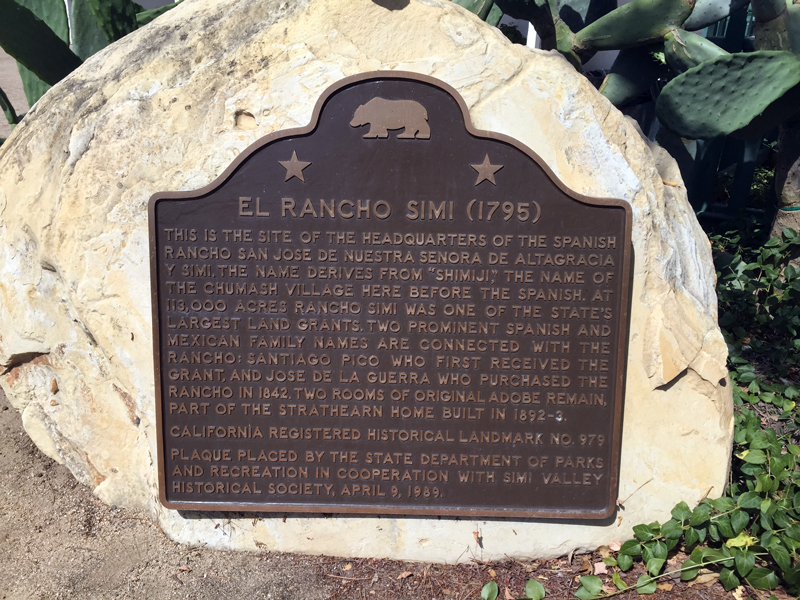 EL RANCHO SIMI (1795)
THIS IS THE SITE OF THE HEADQUARTERS OF THE SPANISH
RANCHO SAN JOSE DE NUESTRA SENORA DE ALTAGRACIA
Y SIMI. THE NAME DERIVES FROM "SHIMIJI," THE NAME OF
THE CHUMASH VILLAGE HERE BEFORE THE SPANISH. AT
113,000 ACRES RANCHO SIMI WAS ONE OF THE STATE'S
LARGEST LAND GRANTS. TWO PROMINENT SPANISH AND
MEXICAN FAMILY NAMES ARE CONNECTED WITH THE
RANCHO: SANTIAGO PICO WHO FIRST RECEIVED THE
GRANT, AND JOSE DE LA GUERRA WHO PURCHASED THE
RANCHO IN 1842. TWO ROOMS OF ORIGINAL ADOBE REMAIN,
PART OF THE STRATHEARN HOME BUILT IN 1892-3.
CALIFORNIA REGISTERED HISTORICAL LANDMARK NO. 979
PLAQUE PLACED BY THE STATE DEPARTMENT OF PARKS
AND RECREATION IN COOPERATION WITH SIMI VALLEY
HISTORICAL SOCIETY, APRIL 9, 1989.